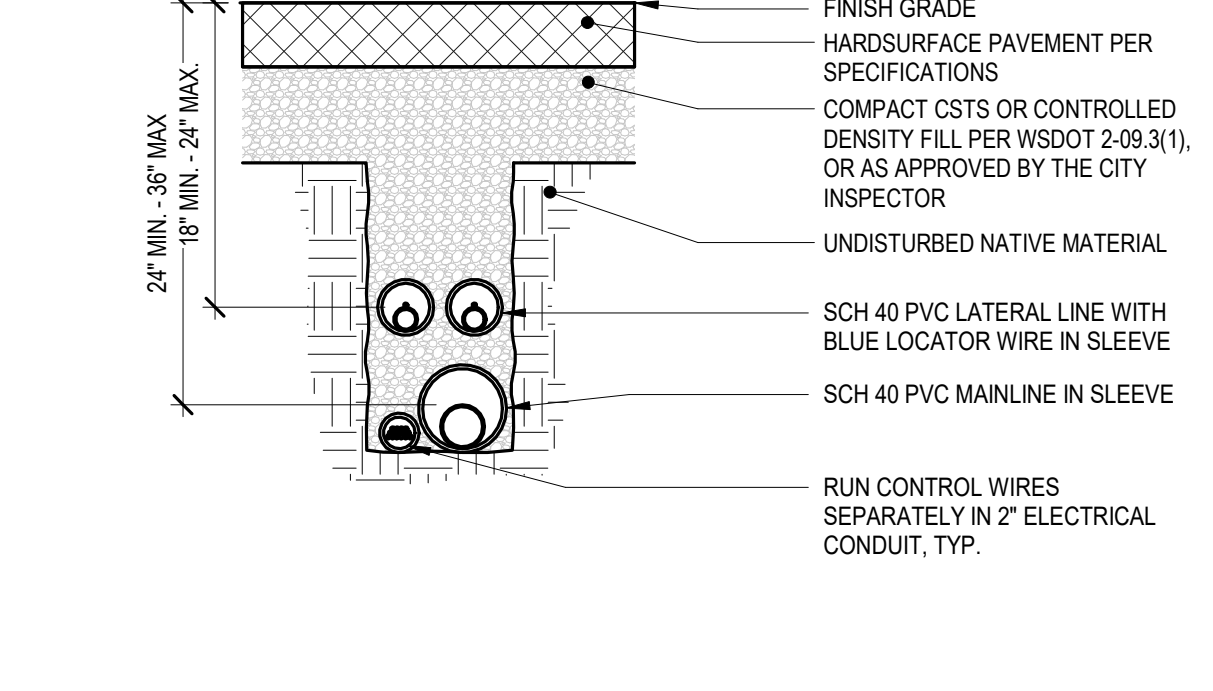 FINISH GRADE
HARDSURFACE PAVEMENT PER
SPECIFICATIONS
COMPACT CSTS OR CONTROLLED
DENSITY FILL PER WSDOT 2-09.3(1),
OR AS APPROVED BY THE CITY
INSPECTOR
UNDISTURBED NATIVE MATERIAL
SCH 40 PVC LATERAL LINE WITH
BLUE LOCATOR WIRE IN SLEEVE
SCH 40 PVC MAINLINE IN SLEEVE
RUN CONTROL WIRES
SEPARATELY IN 2" ELECTRICAL
CONDUIT, TYP.
24" MIN. - 36" MAX
18" MIN. - 24" MAX.